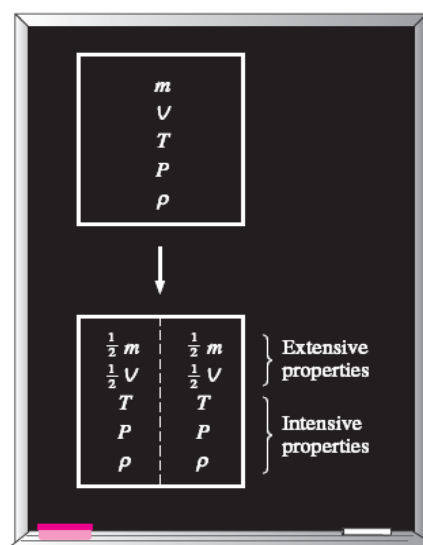 m
V
T
P
ρ
½ m ½ m
½ V ½ V
T T
P P
ρ ρ
Extensive
properties
Intensive
properties